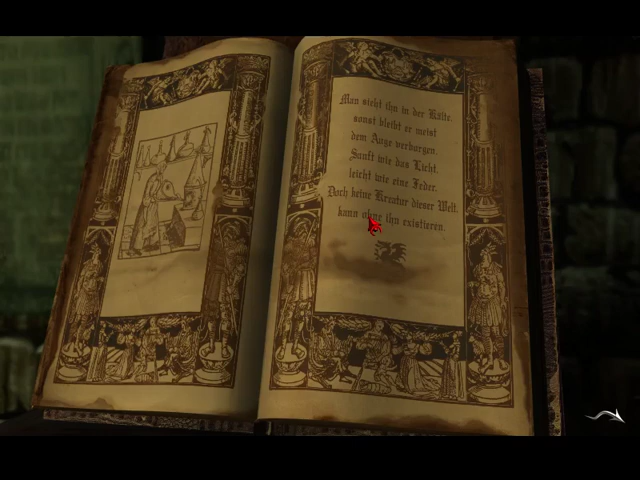 Man sieht ihn in der Kälte.
sonst bleibt er meist
dem Auge verborgen.
Sanft wie das Licht.
leicht wie eine Feder.
Doch keine Kreatur dieser Welt.
kann ohne ihn existieren.